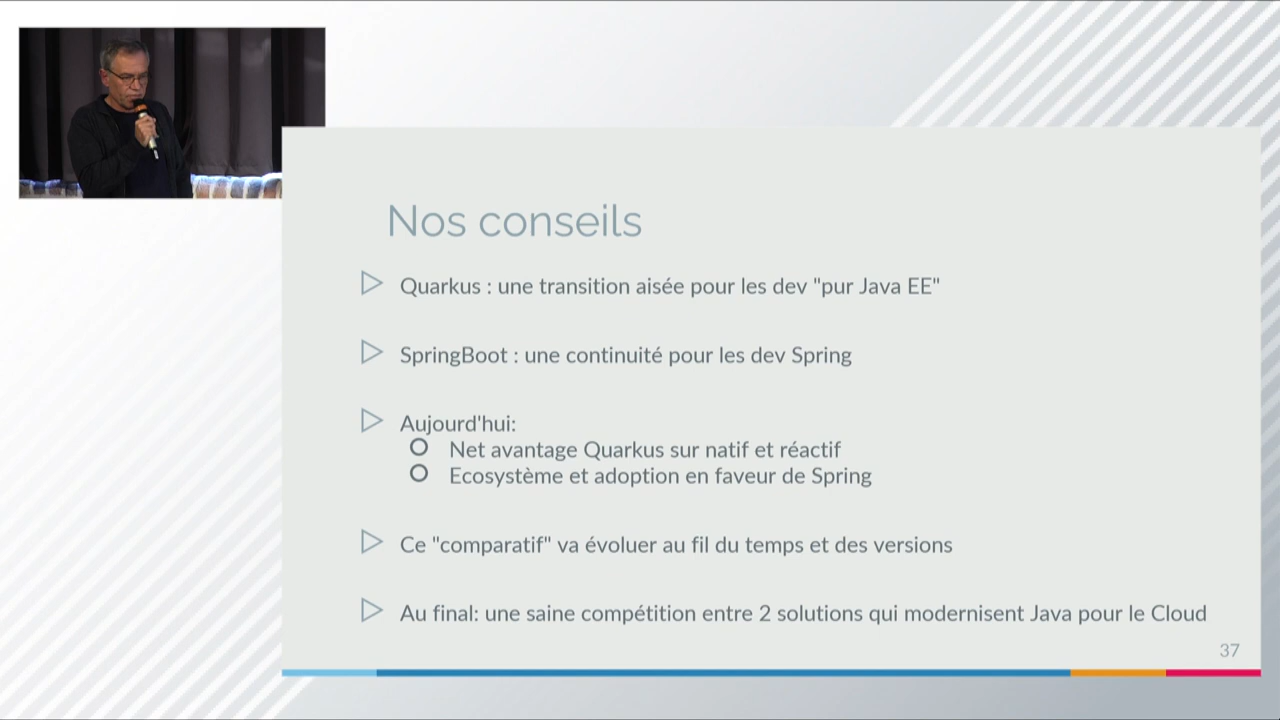 Nos conseils
Quarkus : une transition aisée pour les dev "pur Java EE"
SpringBoot : une continuité pour les dev Spring
Aujourd'hui:
Net avantage Quarkus sur natif et réactif
Ecosystème et adoption en faveur de Spring
Ce "comparatif" va évoluer au fil du temps et des versions
Au final: une saine compétition entre 2 solutions qui modernisent Java pour le Cloud
37